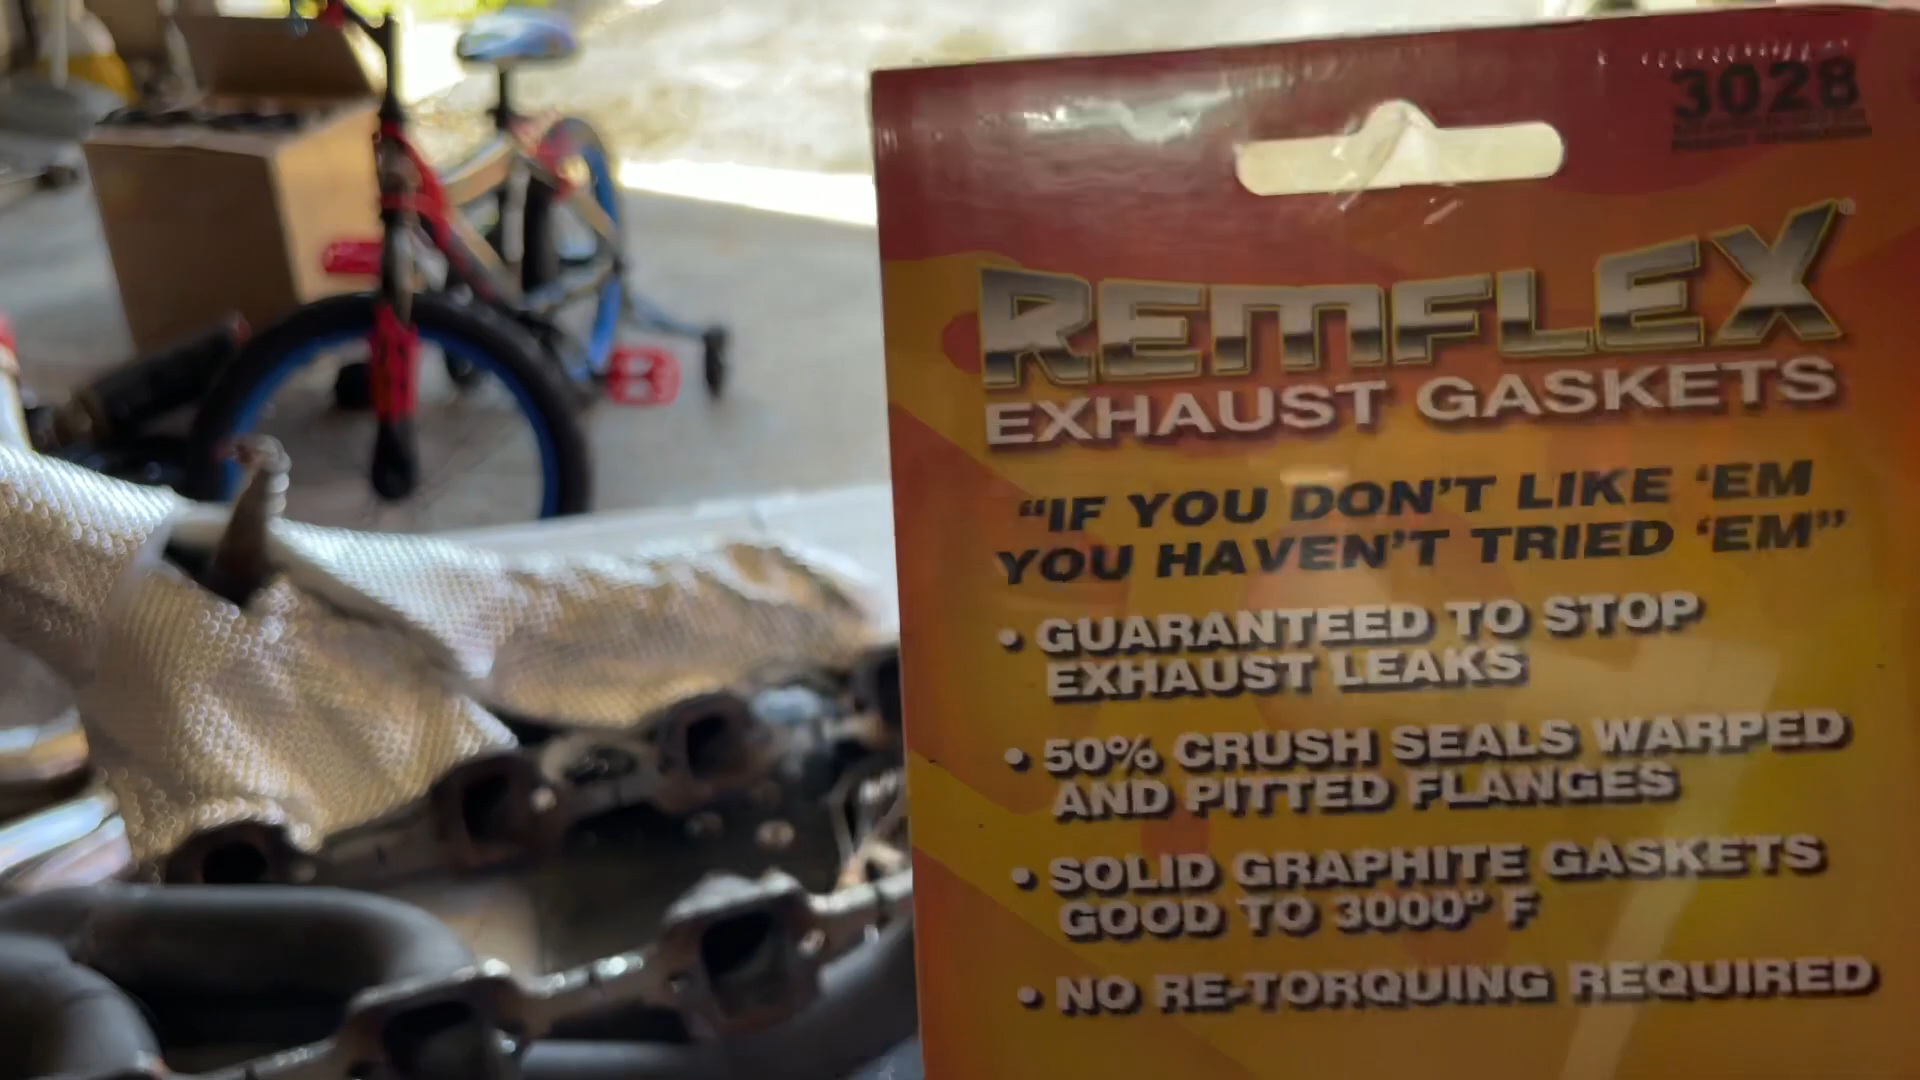 3028
REMFLEX®
EXHAUST GASKETS
“IF YOU DON’T LIKE ‘EM
YOU HAVEN’T TRIED ‘EM”
• GUARANTEED TO STOP
EXHAUST LEAKS
• 50% CRUSH SEALS WARPED
AND PITTED FLANGES
• SOLID GRAPHITE GASKETS
GOOD TO 3000° F
• NO RE-TORQUING REQUIRED